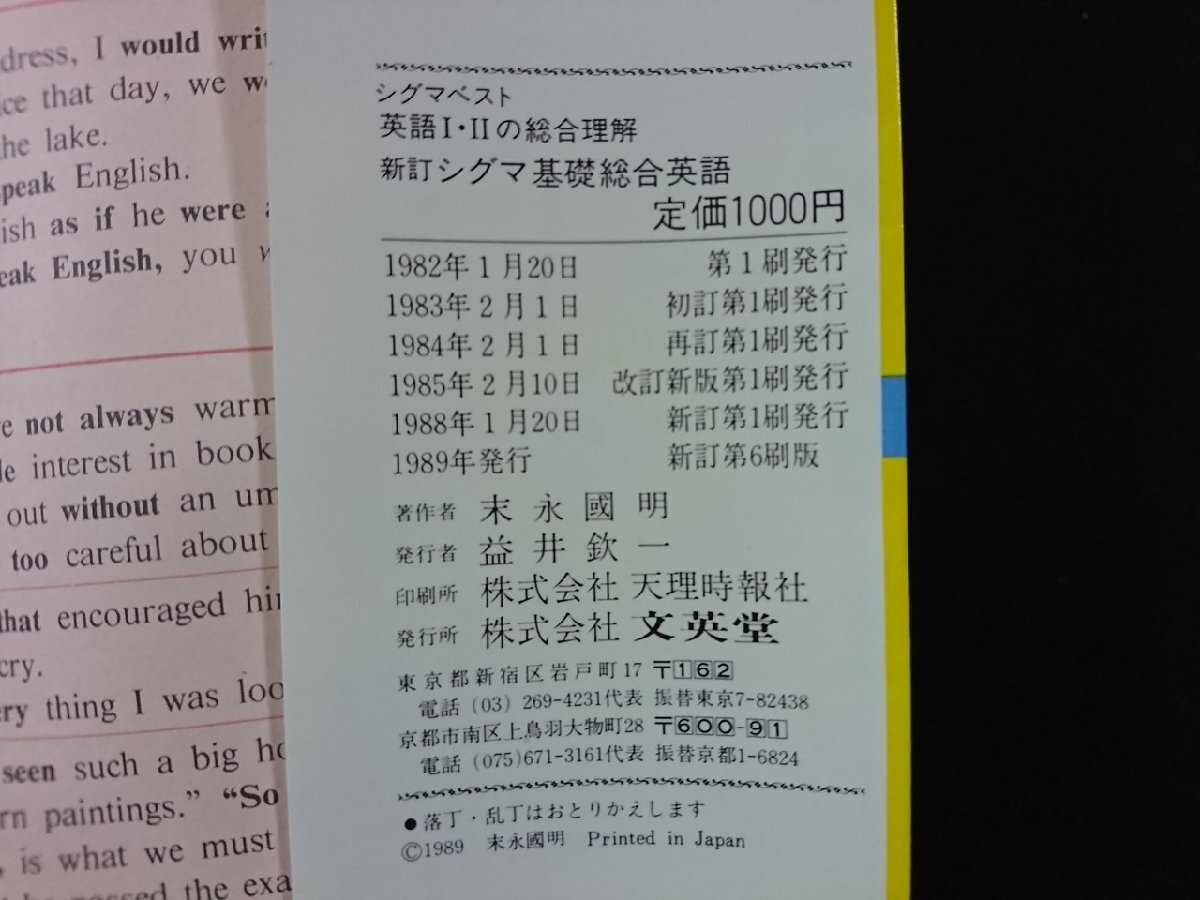 dress, I would writ
ice that day, we w
the lake.
speak English.
ish as if he were a
eak English, you w
re not always warm
le interest in book
out without an um
too careful about
that encouraged hi
cry.
ery thing I was loo
seen such a big ho
rn paintings.” “So
, is what we must
passed the exa
シグマベスト
英語I・IIの総合理解
新訂シグマ基礎総合英語
定価1000円
1982年1月20日 第1刷発行
1983年2月1日 初訂第1刷発行
1984年2月1日 再訂第1刷発行
1985年2月10日 改訂新版第1刷発行
1988年1月20日 新訂第1刷発行
1989年発行 新訂第6刷版
著作者 末永國明
発行者 益井欽一
印刷所 株式会社 天理時報社
発行所 株式会社 文英堂
東京都新宿区岩戸町17 〒162
電話 (03) 269-4231代表 振替東京7-82438
京都市南区上鳥羽大物町28 〒600-91
電話 (075)671-3161代表 振替京都1-6824
●落丁・乱丁はおとりかえします
©1989 末永國明 Printed in Japan